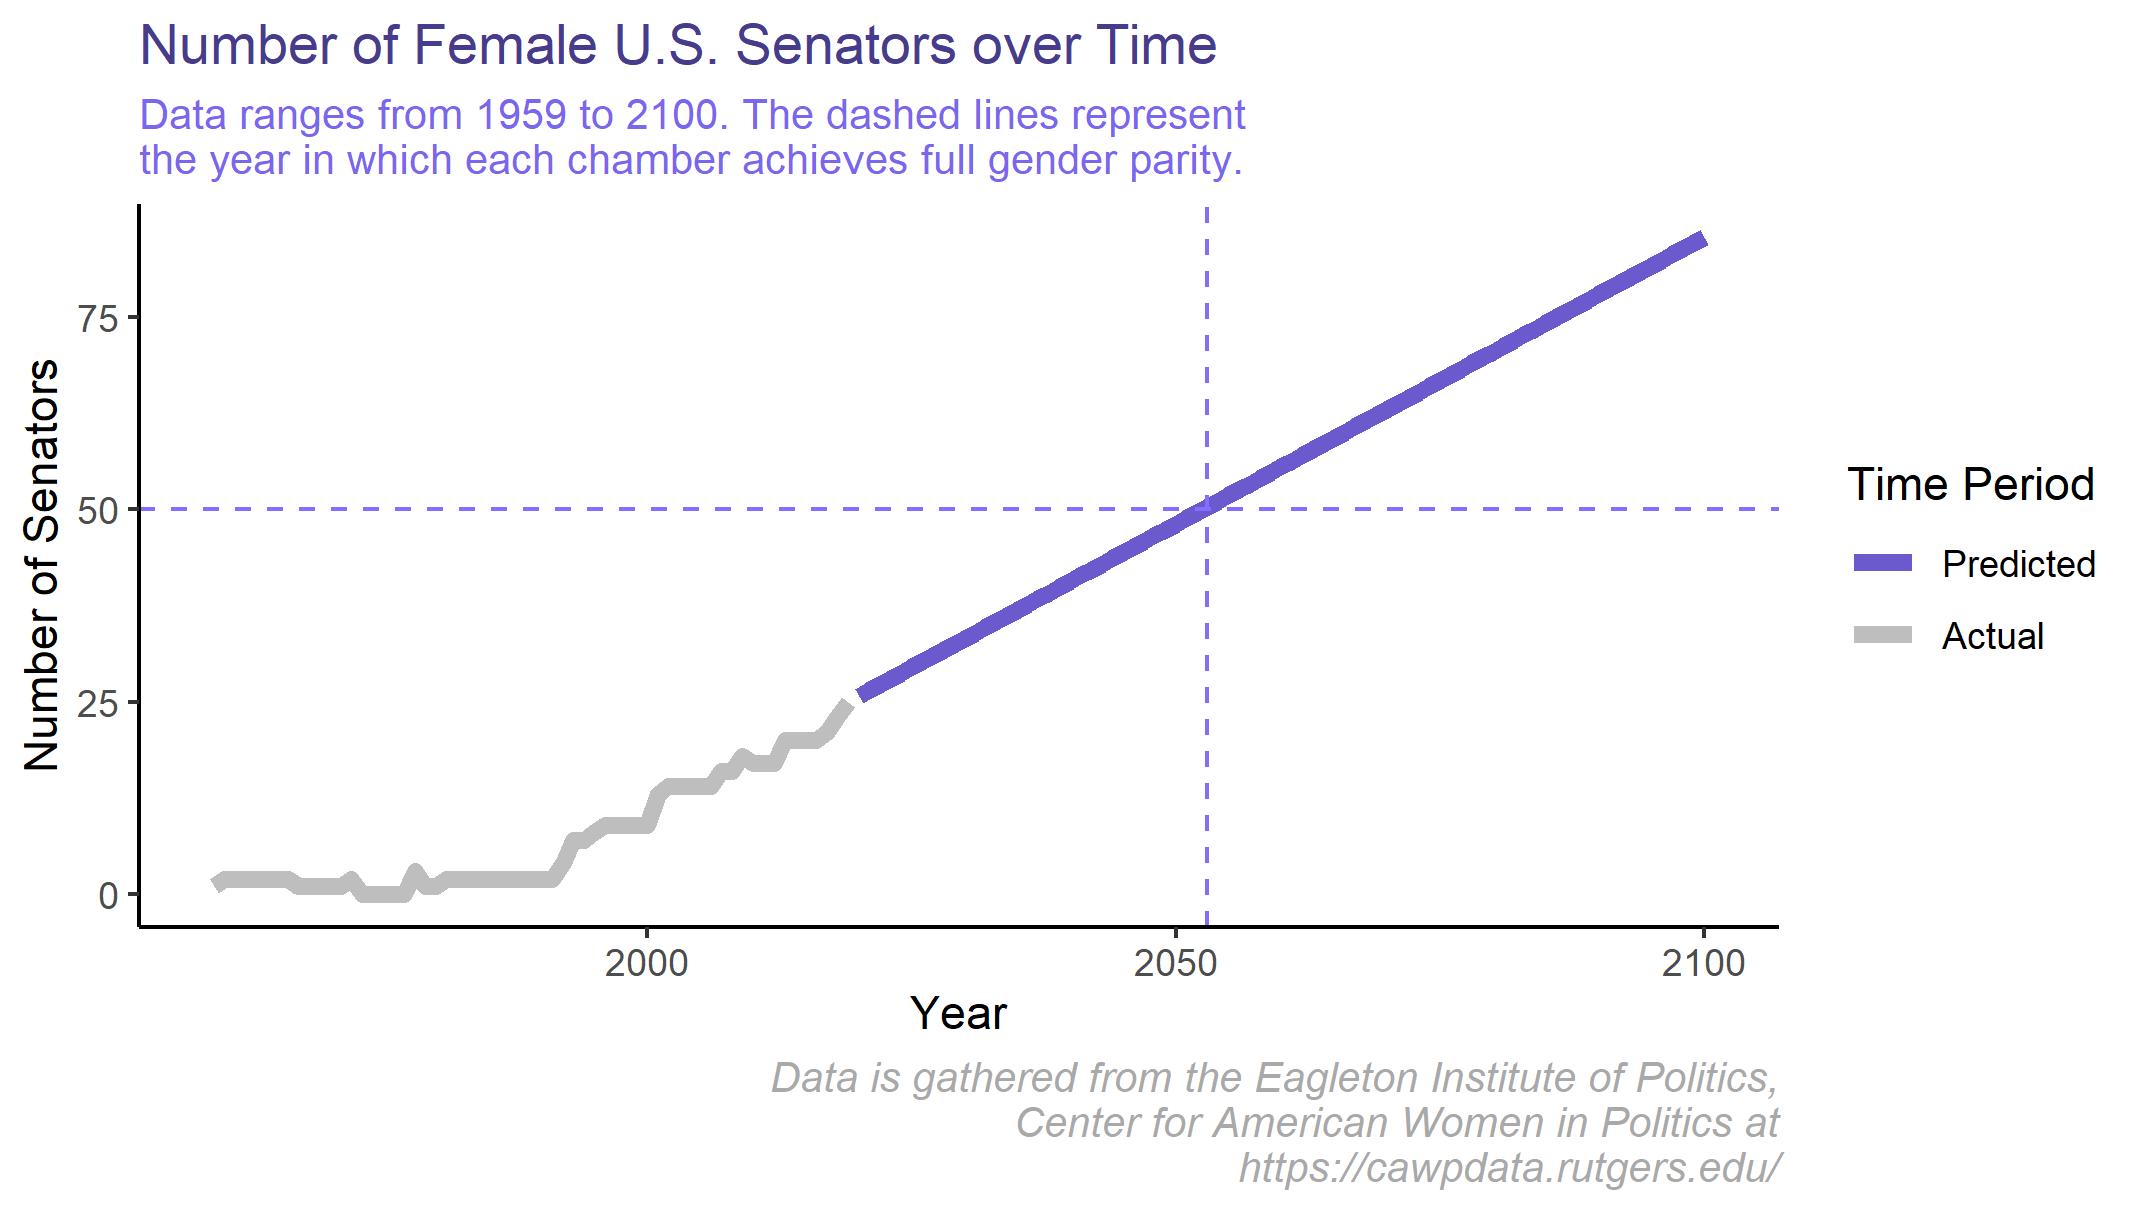 Number of Female U.S. Senators over Time
Data ranges from 1959 to 2100. The dashed lines represent
the year in which each chamber achieves full gender parity.
Number of Senators
75
50
25
0
2000
2050
2100
Year
Time Period
Predicted
Actual
Data is gathered from the Eagleton Institute of Politics,
Center for American Women in Politics at
https://cawpdata.rutgers.edu/